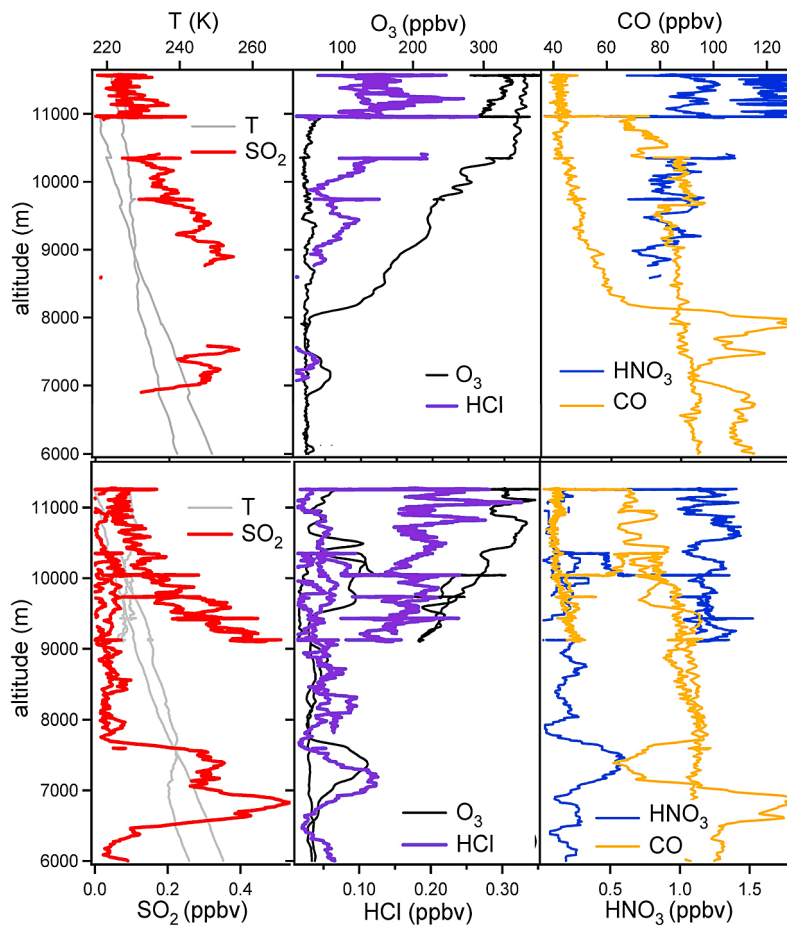 T (K)
O₃ (ppbv)
CO (ppbv)
220 240 260
100 200 300
40 60 80 100 120
altitude (m)
11000
10000
9000
8000
7000
6000
T
SO₂
O₃
HCl
HNO₃
CO
altitude (m)
11000
10000
9000
8000
7000
6000
T
SO₂
O₃
HCl
HNO₃
CO
0.0 0.2 0.4
0.10 0.20 0.30
0.5 1.0 1.5
SO₂ (ppbv)
HCl (ppbv)
HNO₃ (ppbv)